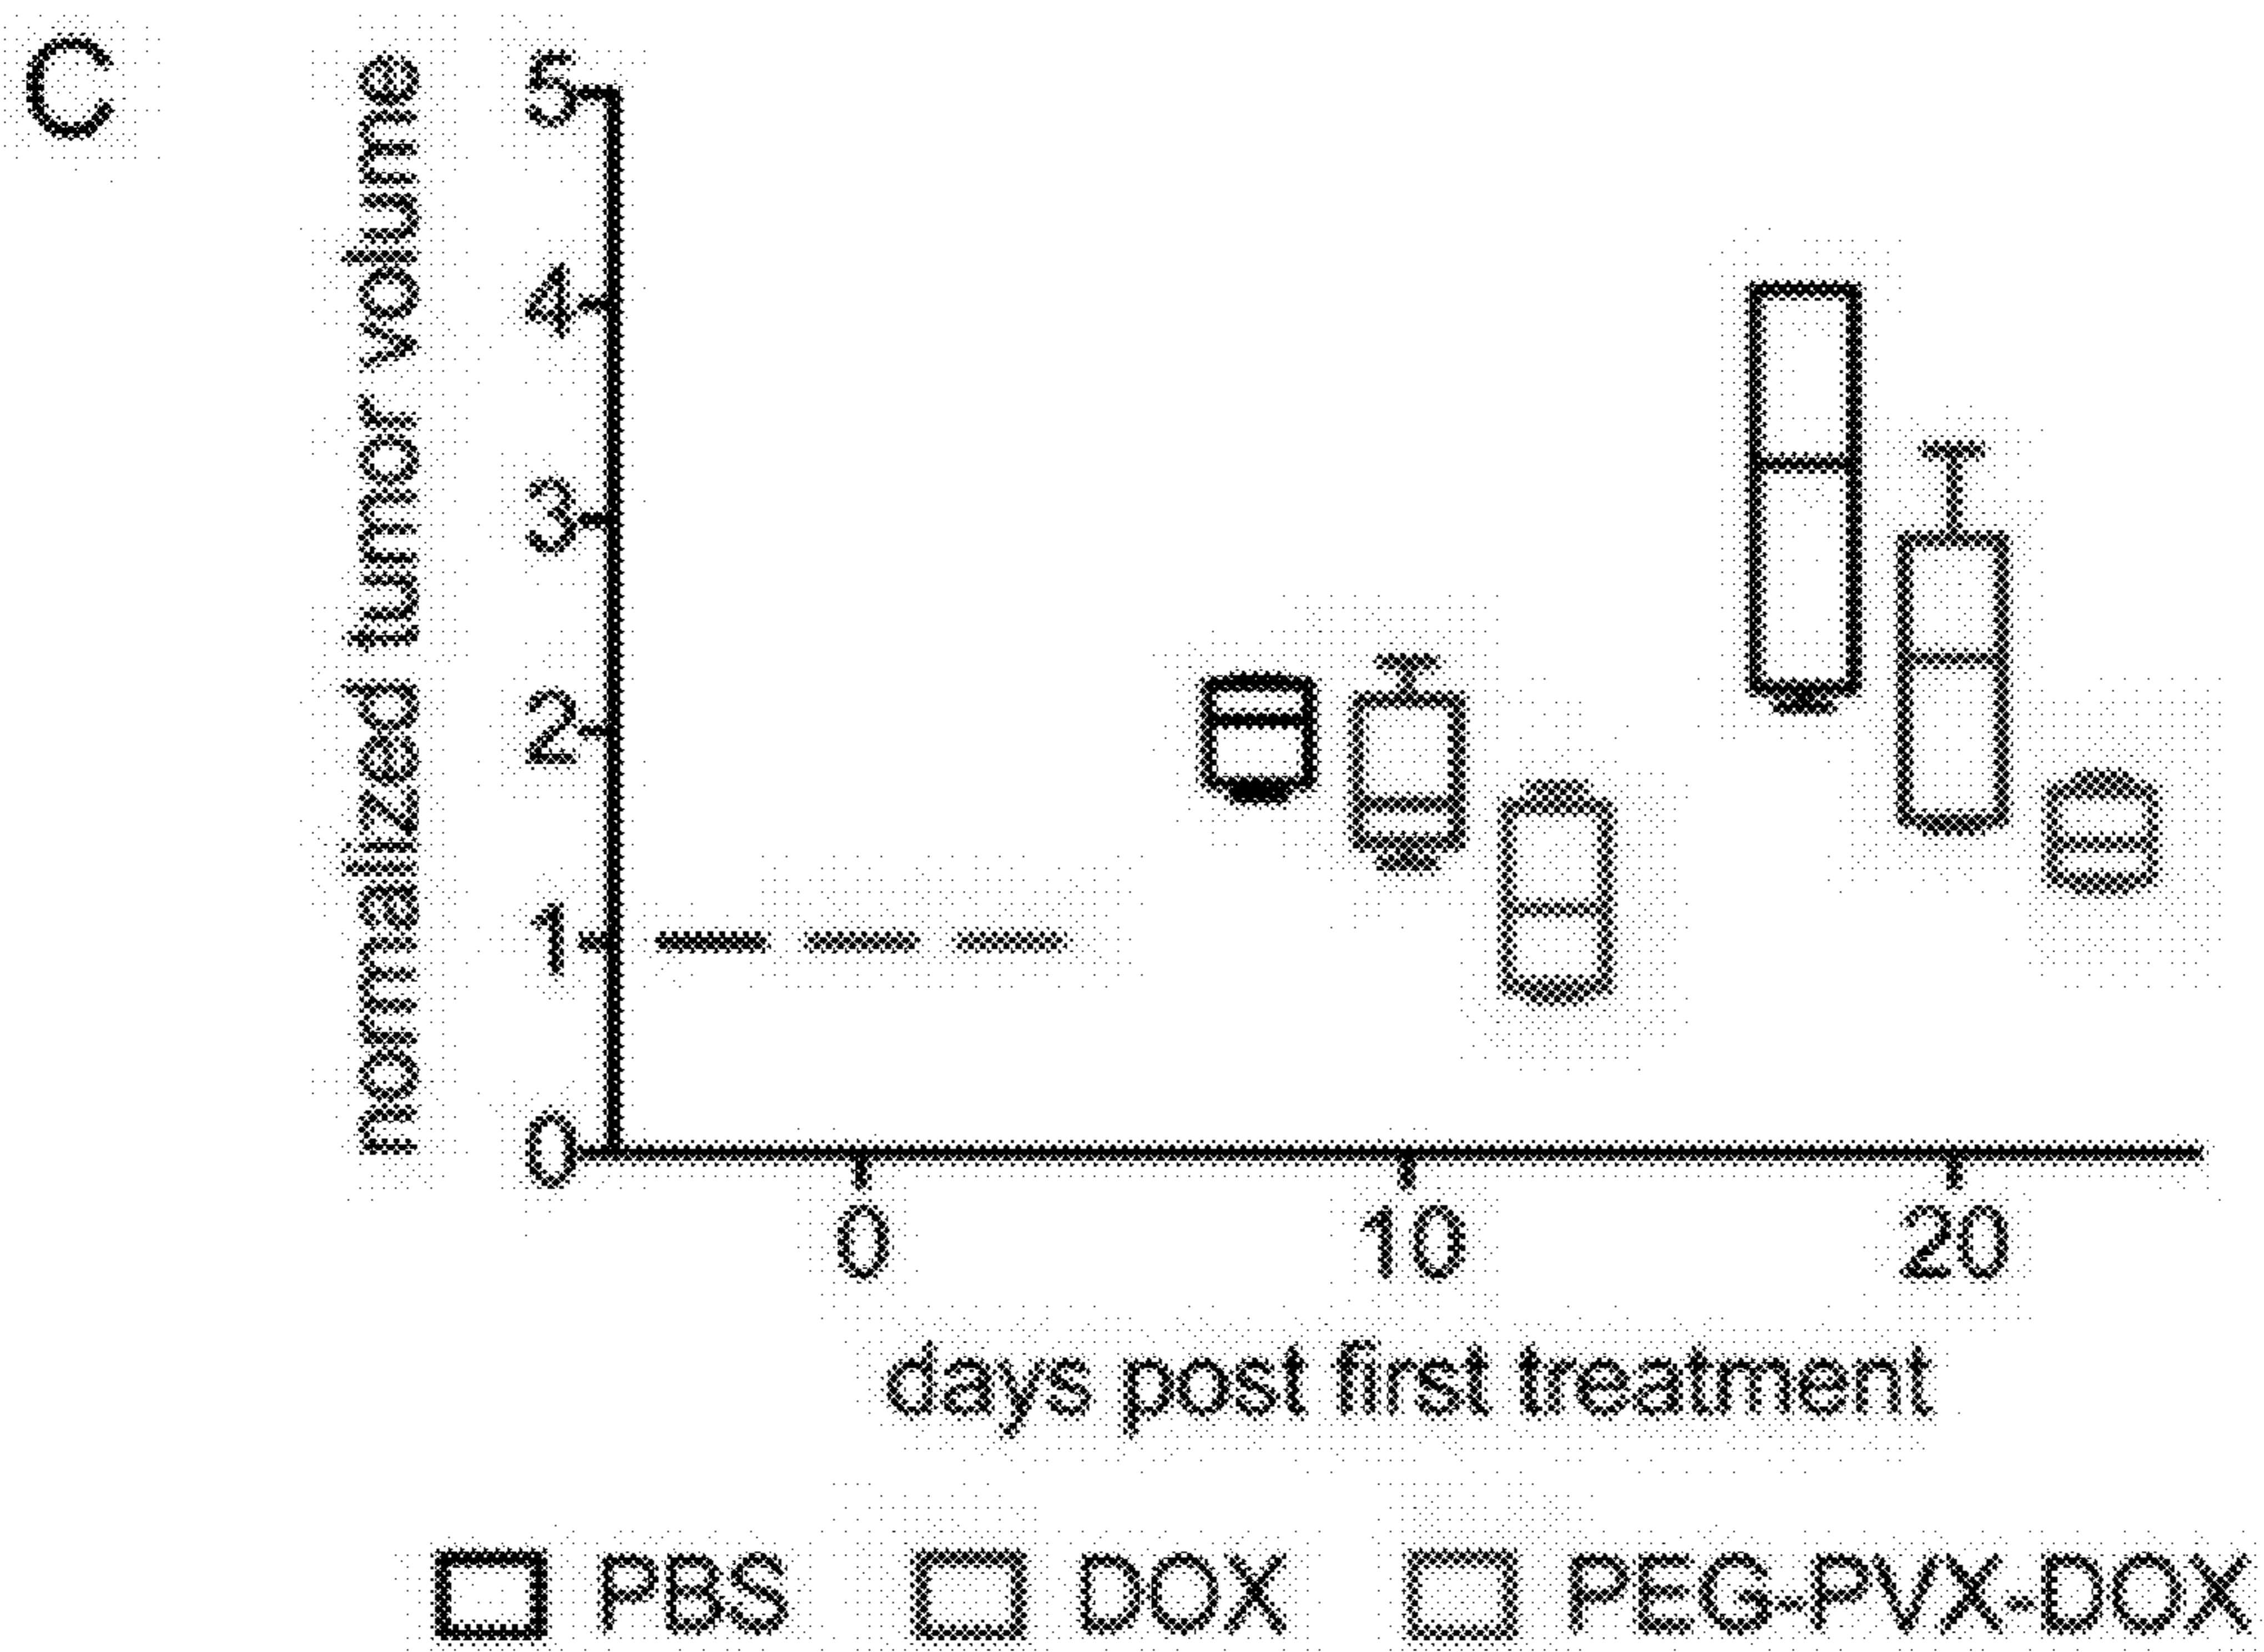 C
normalized tumor volume
5
4
3
2
1
0
0 10 20
days post first treatment
PBS DOX PEG-PVX-DOX